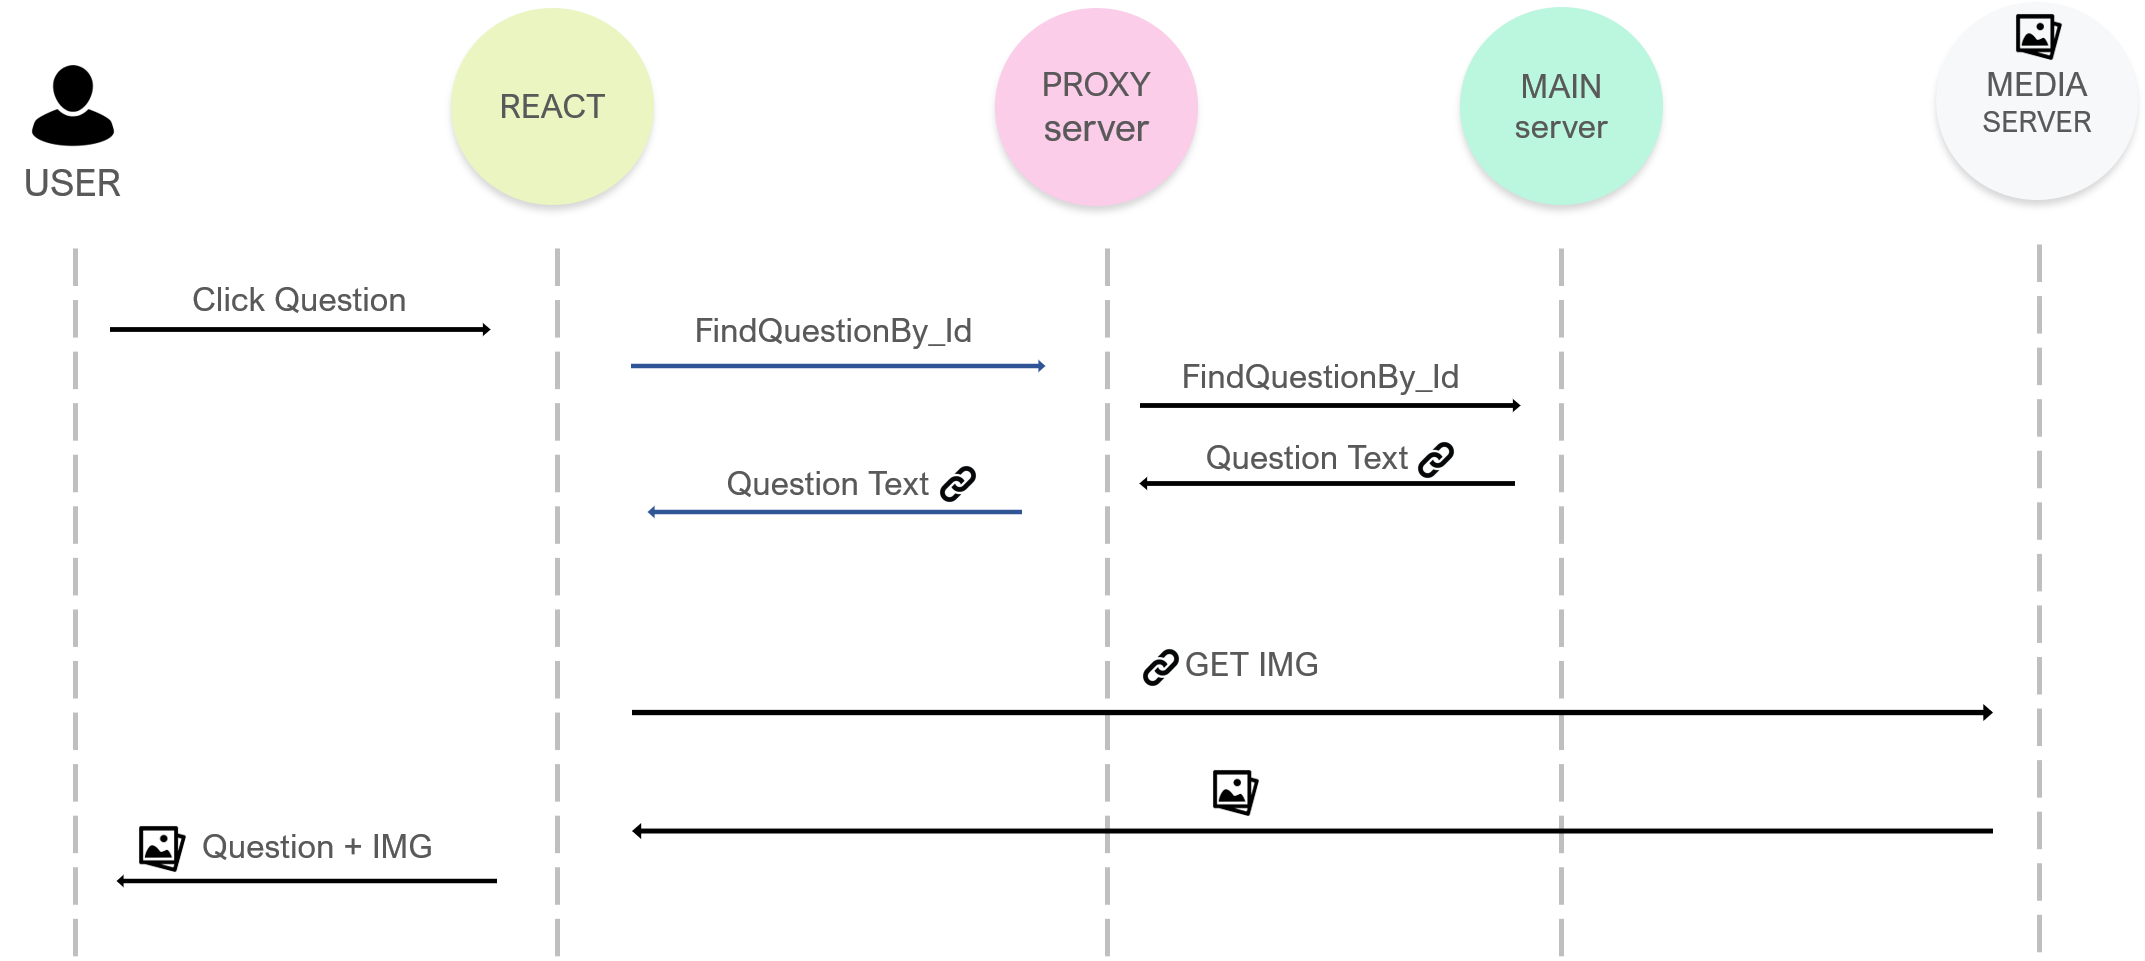 USER
REACT
PROXY
server
MAIN
server
MEDIA
SERVER
Click Question
FindQuestionBy_Id
FindQuestionBy_Id
Question Text
Question Text
GET IMG
Question + IMG